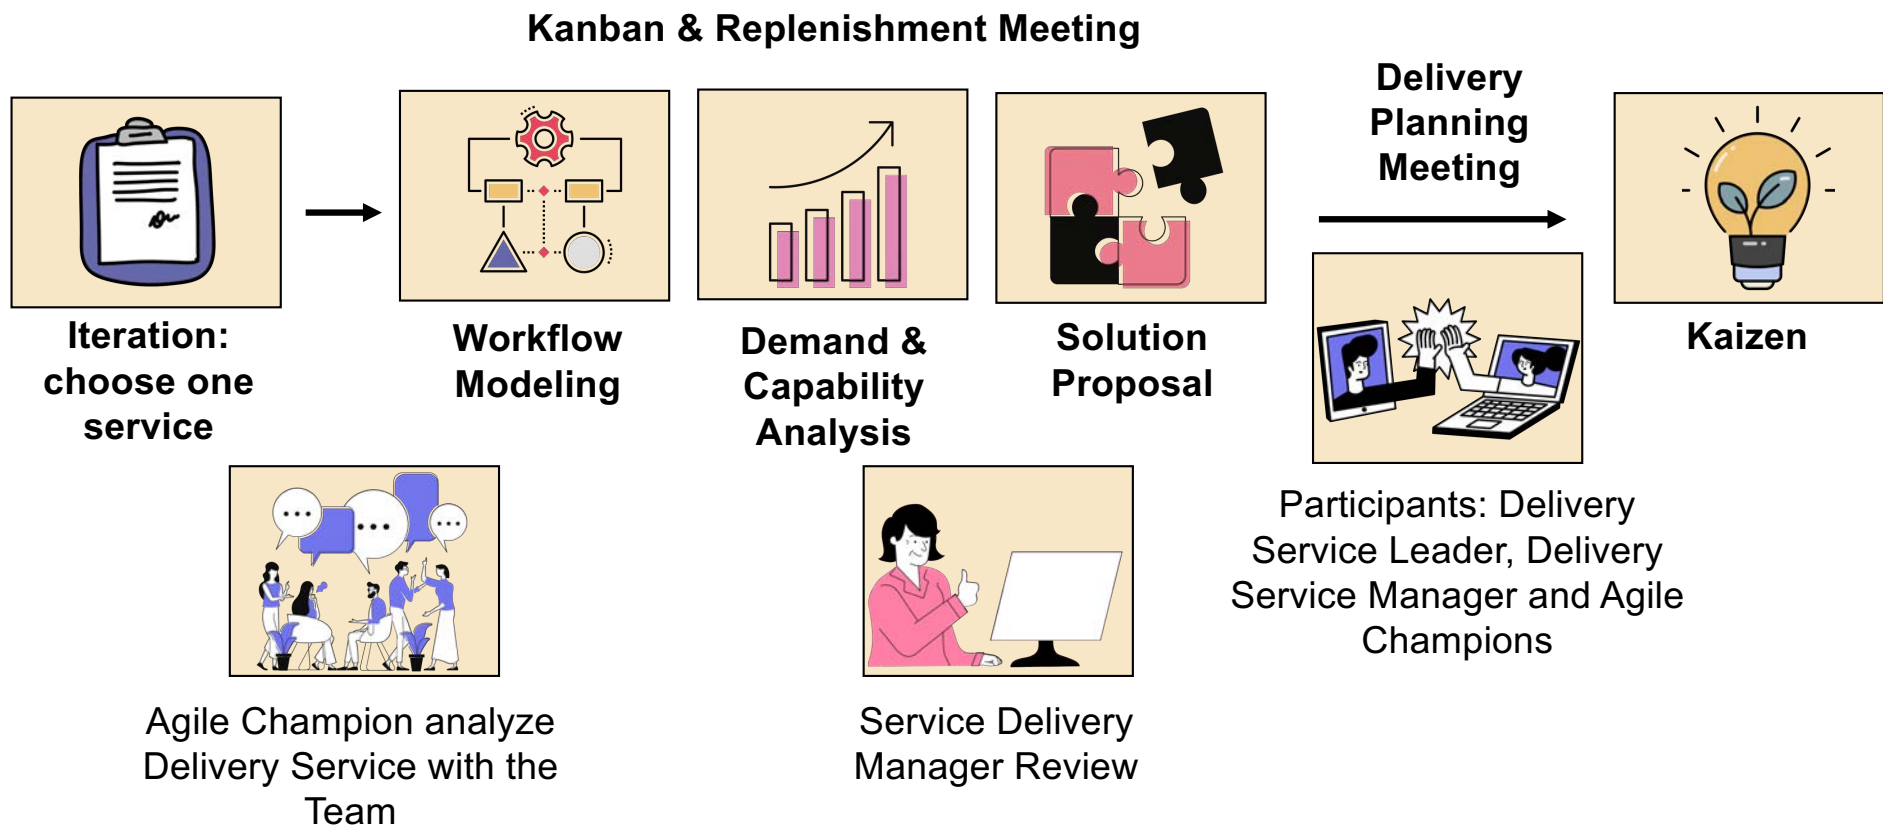 Kanban & Replenishment Meeting
Delivery
Planning
Meeting
Iteration:
choose one
service
Workflow
Modeling
Demand &
Capability
Analysis
Solution
Proposal
Kaizen
Agile Champion analyze
Delivery Service with the
Team
Service Delivery
Manager Review
Participants: Delivery
Service Leader, Delivery
Service Manager and Agile
Champions